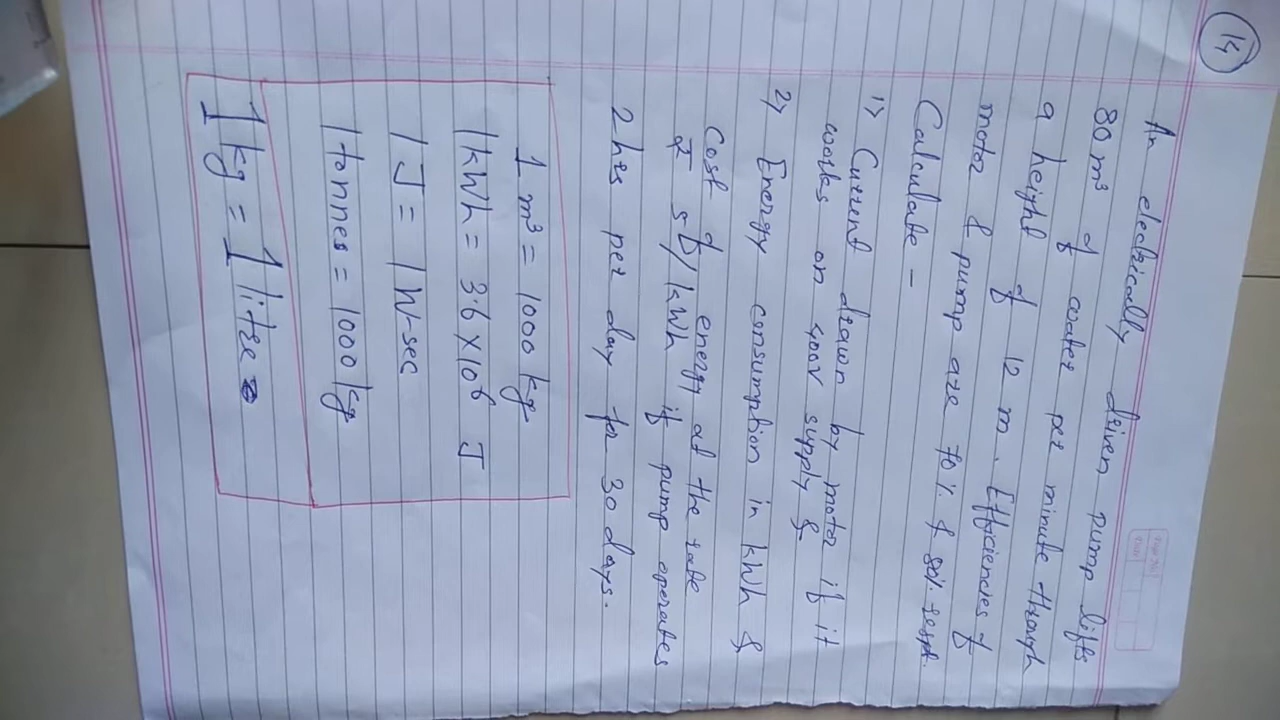 14
An electrically driven pump lifts
80 m³ of water per minute through
a height of 12 m. Efficiencies of
motor & pump are 70% & 80% respt.
Calculate -
1) Current drawn by motor if it
works on 400V supply &
2) Energy consumption in kWh &
Cost of energy at the rate
₹ 5/kWh if pump operates
2 hrs per day for 30 days.
1 m³ = 1000 kg
1 kWh = 3.6 × 10⁶ J
1 J = 1 W-sec
1 tonnes = 1000 kg
1 kg = 1 litre